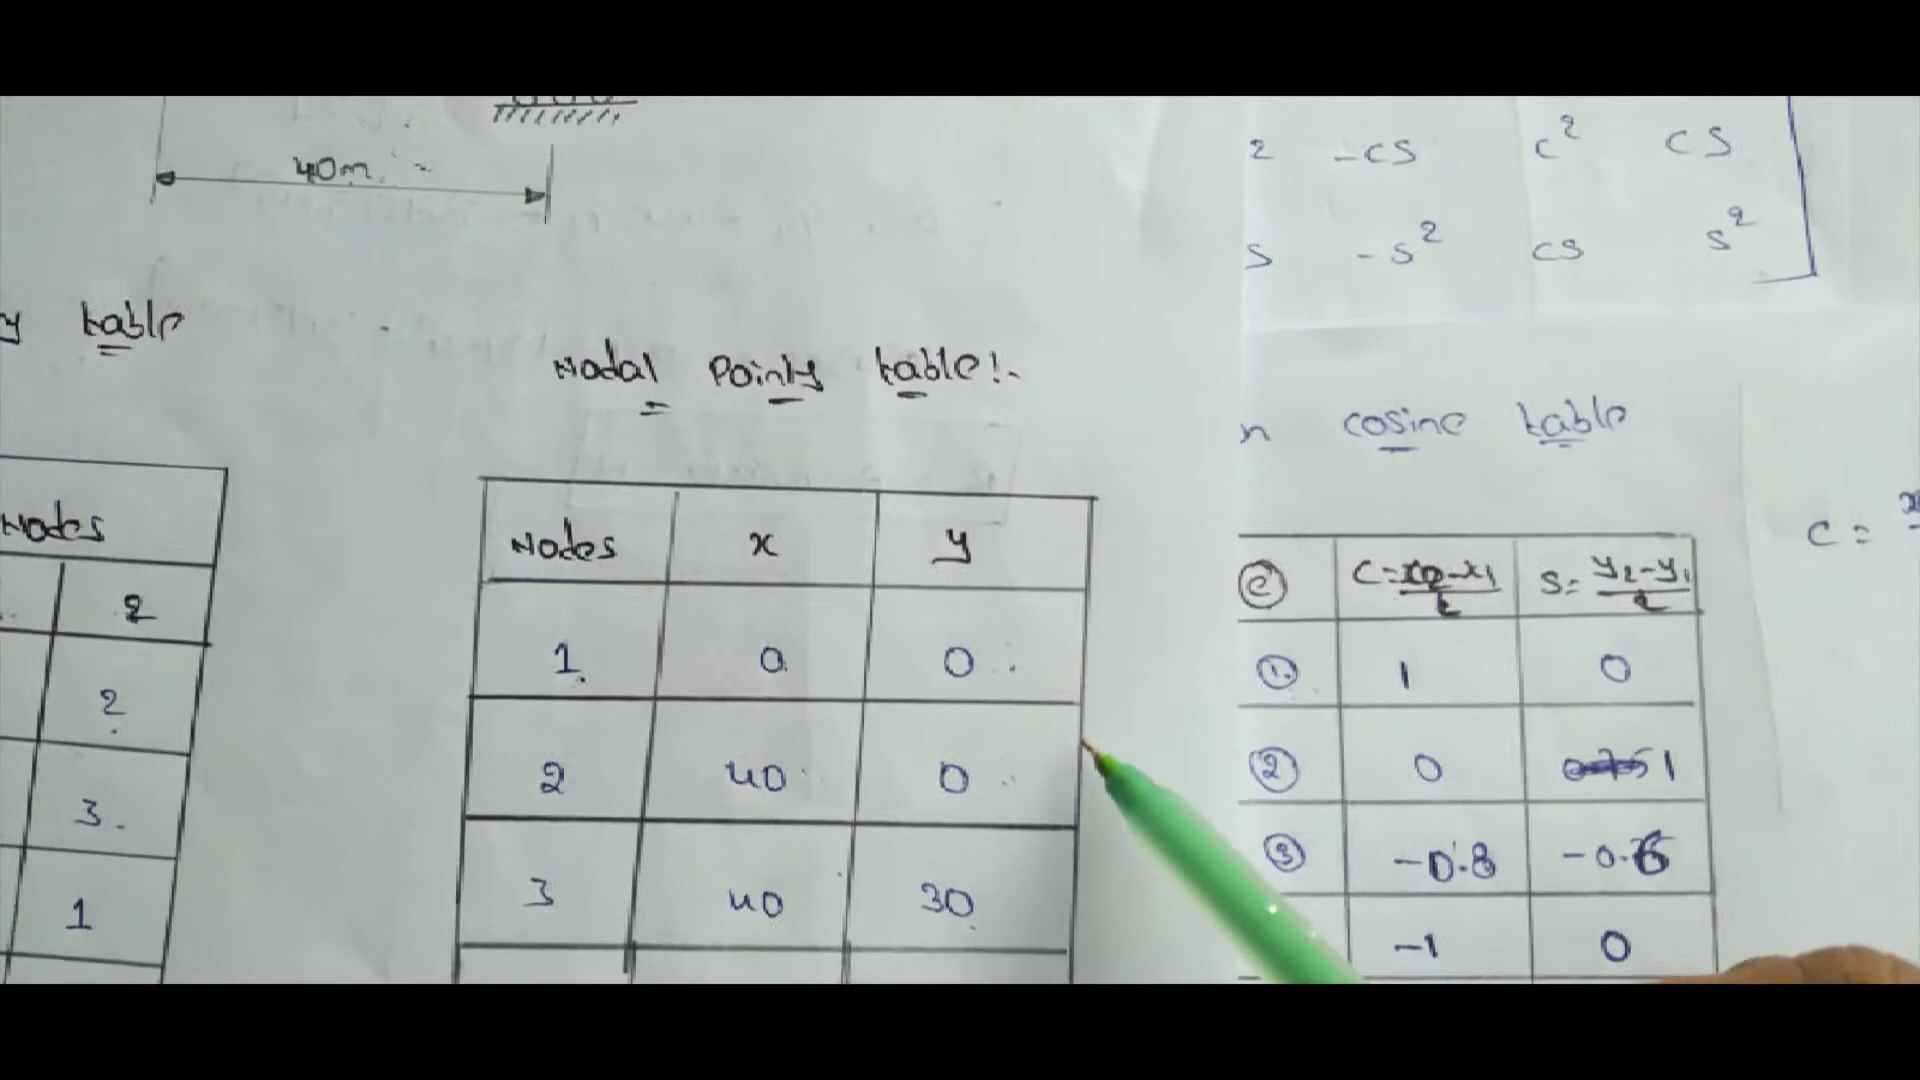 40m
2 -cs c² cs
s -s² cs s²
y table
Nodal Points table:-
n cosine table
Nodes
2
2
3
1
Nodes x y
1 0 0
2 40 0
3 40 30
C =
e C=x2-x1/l S=y2-y1/l
1 1 0
2 0 1
3 -0.8 -0.6
-1 0